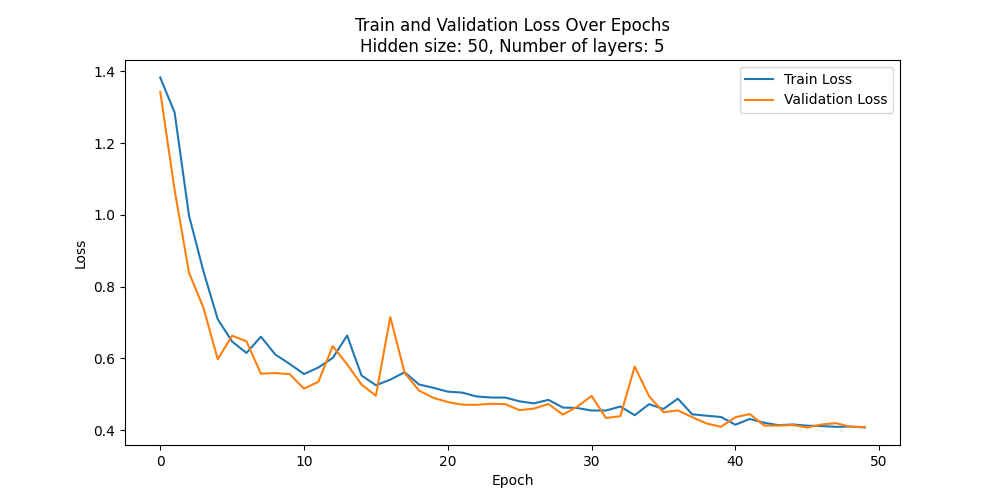 Train and Validation Loss Over Epochs
Hidden size: 50, Number of layers: 5
Train Loss
Validation Loss
Loss
1.4
1.2
1.0
0.8
0.6
0.4
0
10
20
30
40
50
Epoch